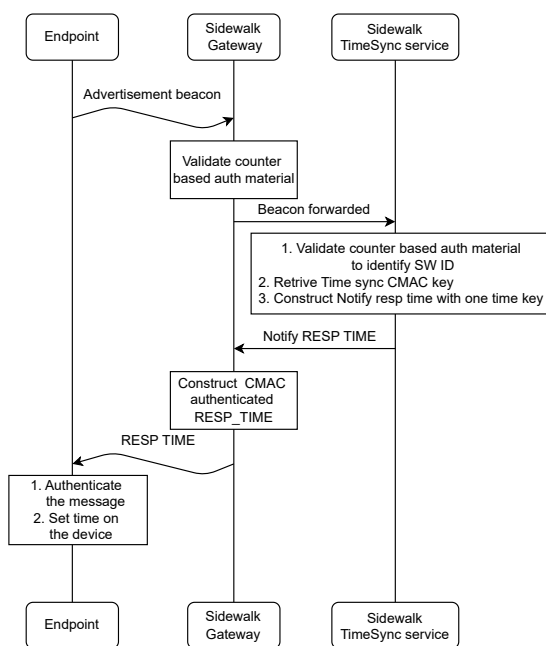 Endpoint
Sidewalk
Gateway
Sidewalk
TimeSync service
Advertisement beacon
Validate counter
based auth material
Beacon forwarded
1. Validate counter based auth material
to identify SW ID
2. Retrive Time sync CMAC key
3. Construct Notify resp time with one time key
Notify RESP TIME
Construct CMAC
authenticated
RESP_TIME
RESP TIME
1. Authenticate
the message
2. Set time on
the device
Endpoint
Sidewalk
Gateway
Sidewalk
TimeSync service